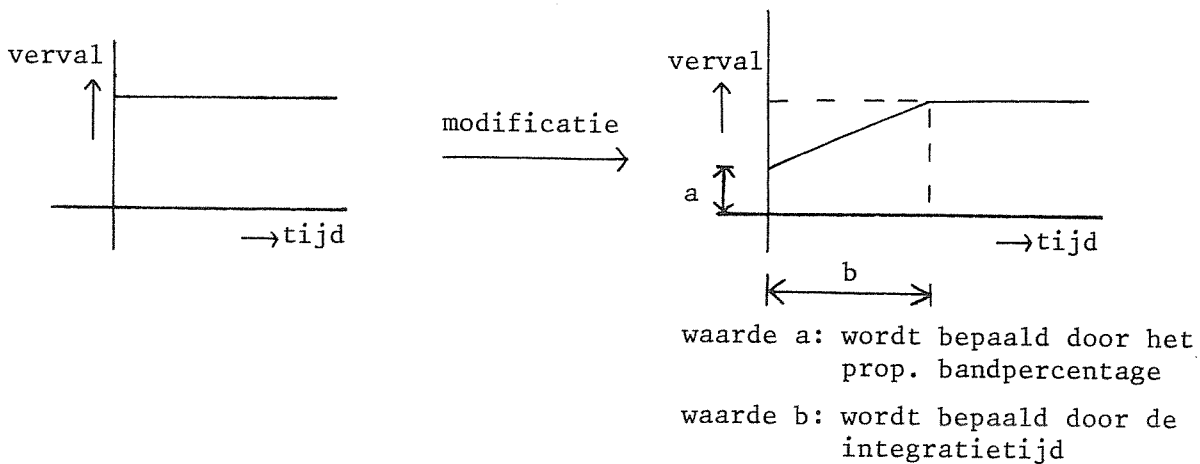 verval
→tijd
modificatie
verval
a
→tijd
b
waarde a: wordt bepaald door het
prop. bandpercentage
waarde b: wordt bepaald door de
integratietijd